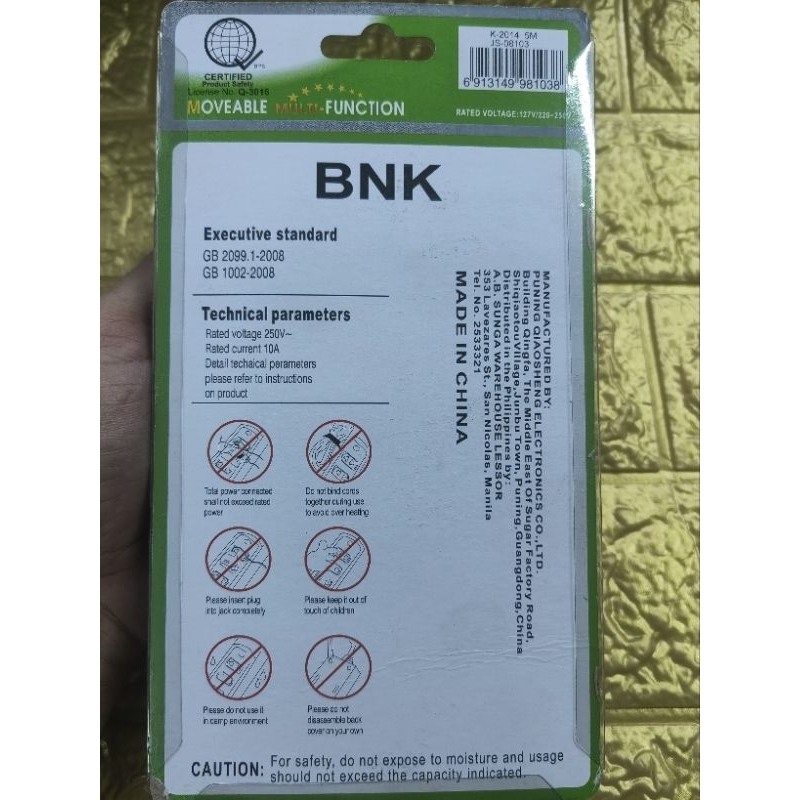 CERTIFIED
Product Safety
License No. Q-3016
K-2014 5M
JS-08103
6 913149 981038
MOVEABLE MULTI-FUNCTION
RATED VOLTAGE:127V/220-250V
BNK
Executive standard
GB 2099.1-2008
GB 1002-2008
Technical parameters
Rated voltage 250V~
Rated current 10A
Detail techaical perameters
please refer to instructions
on product
MANUFACTURED BY:
PUNING QIAOSHENG ELECTRONICS CO.,LTD.
Building Qingfa, The Middle East Of Sugar Factory Road,
ShiqiaotouVillage,Junbu Town, Puning,Guangdong,China
Distributed in the Philippines by:
A.B. SUNGA WAREHOUSE LESSOR
353 Lavezares St., San Nicolas, Manila
Tel. No. 2533321
MADE IN CHINA
Total power connected
shall not exceed rated
power
Do not bind cords
together curing use
to avoid over heating
Please insert plug
into jack completely
Please keep it out of
touch of children
Please do not use it
in camp environment
Please do not
disassemble back
cover on your own
CAUTION: For safety, do not expose to moisture and usage
should not exceed the capacity indicated.